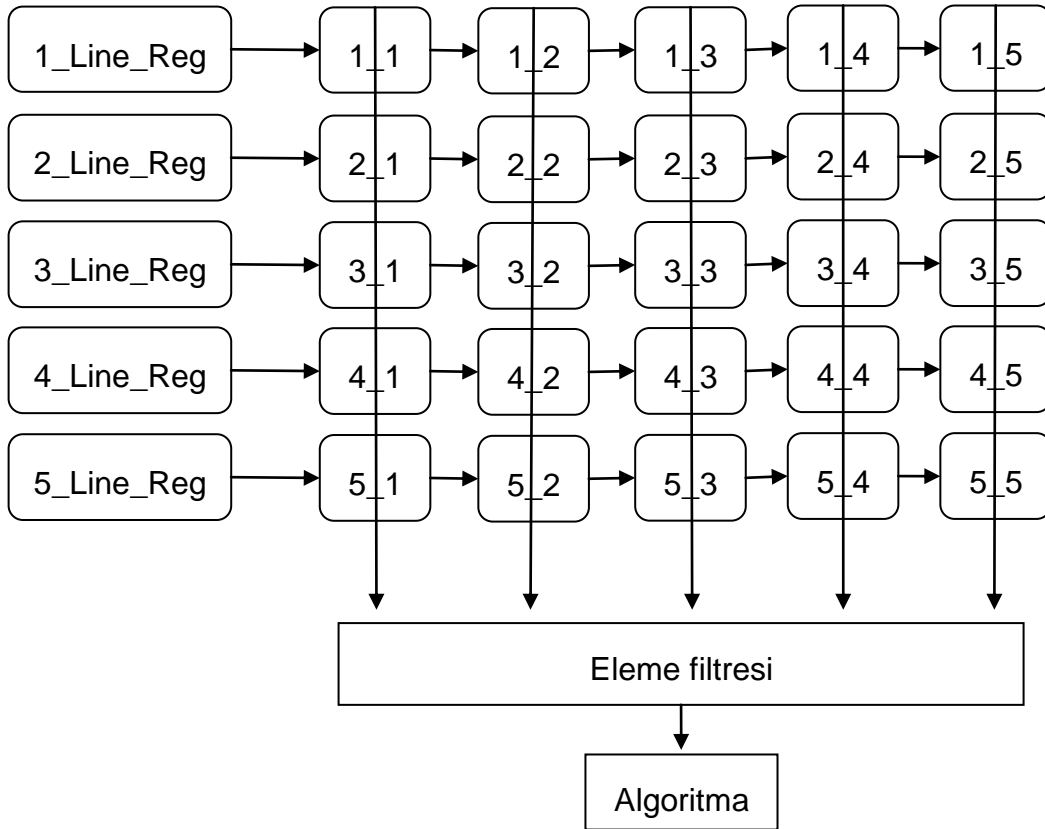 1_Line_Reg 1_1 1_2 1_3 1_4 1_5
2_Line_Reg 2_1 2_2 2_3 2_4 2_5
3_Line_Reg 3_1 3_2 3_3 3_4 3_5
4_Line_Reg 4_1 4_2 4_3 4_4 4_5
5_Line_Reg 5_1 5_2 5_3 5_4 5_5
Eleme filtresi
Algoritma